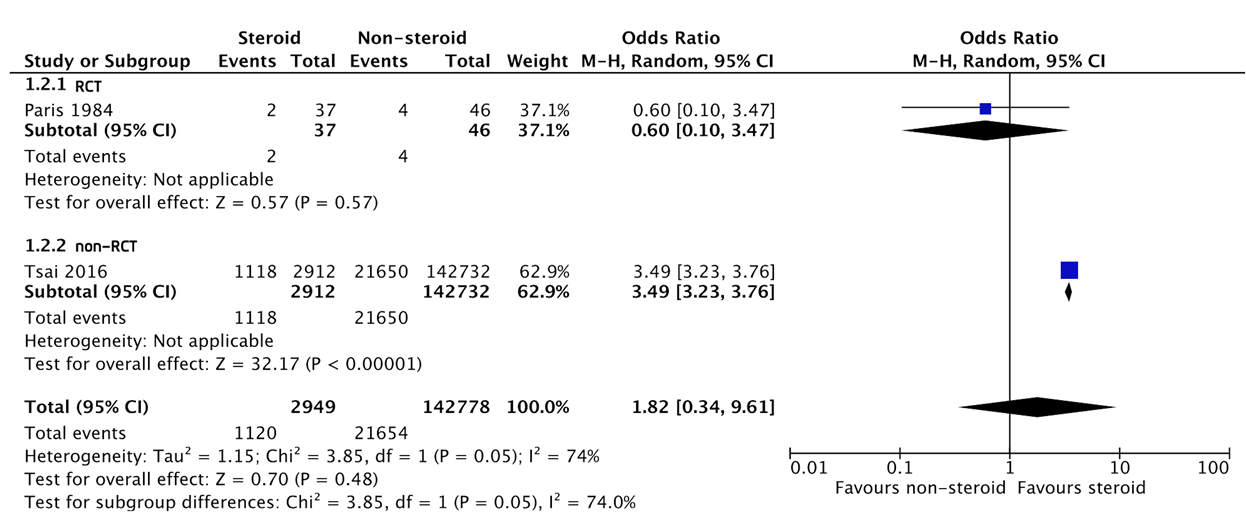 Steroid Non-steroid Odds Ratio Odds Ratio
Study or Subgroup Events Total Events Total Weight M-H, Random, 95% CI M-H, Random, 95% CI
1.2.1 RCT
Paris 1984 2 37 4 46 37.1% 0.60 [0.10, 3.47]
Subtotal (95% CI) 37 46 37.1% 0.60 [0.10, 3.47]
Total events 2 4
Heterogeneity: Not applicable
Test for overall effect: Z = 0.57 (P = 0.57)
1.2.2 non-RCT
Tsai 2016 1118 2912 21650 142732 62.9% 3.49 [3.23, 3.76]
Subtotal (95% CI) 2912 142732 62.9% 3.49 [3.23, 3.76]
Total events 1118 21650
Heterogeneity: Not applicable
Test for overall effect: Z = 32.17 (P < 0.00001)
Total (95% CI) 2949 142778 100.0% 1.82 [0.34, 9.61]
Total events 1120 21654
Heterogeneity: Tau² = 1.15; Chi² = 3.85, df = 1 (P = 0.05); I² = 74%
Test for overall effect: Z = 0.70 (P = 0.48)
Test for subgroup differences: Chi² = 3.85, df = 1 (P = 0.05), I² = 74.0%
0.01 0.1 1 10 100
Favours non-steroid Favours steroid